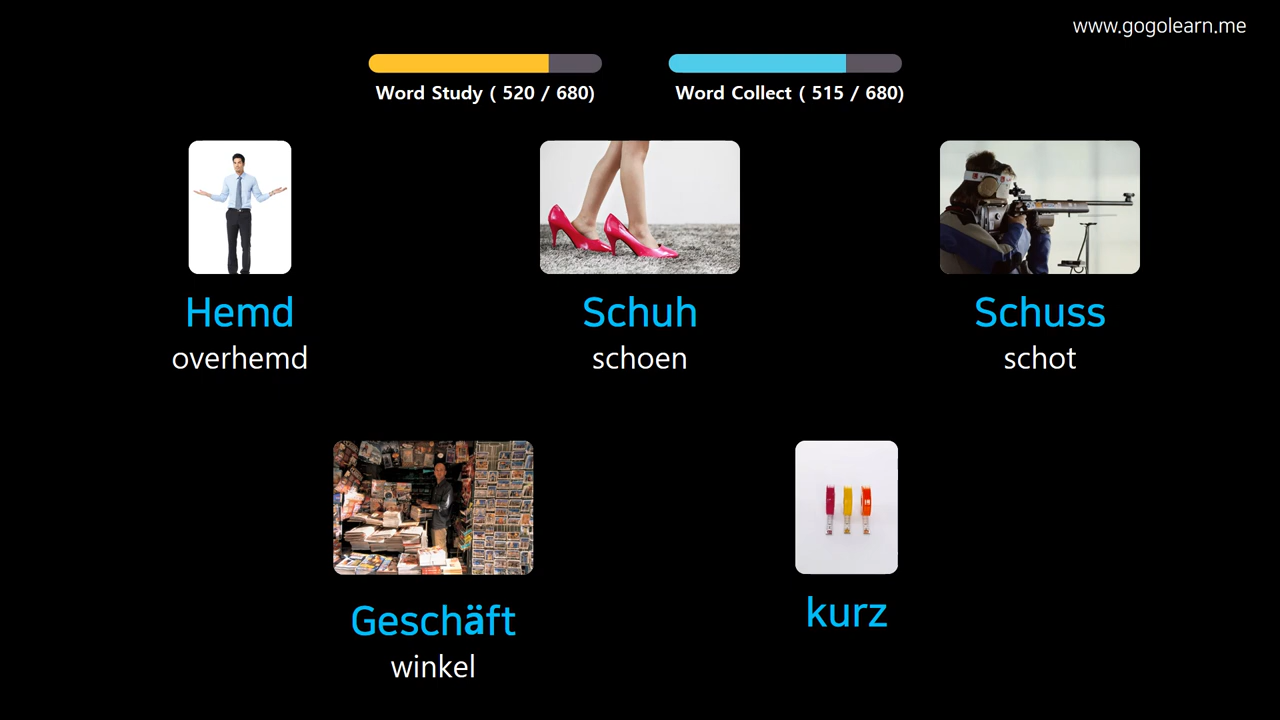 www.gogolearn.me
Word Study ( 520 / 680)
Word Collect ( 515 / 680)
Hemd
overhemd
Schuh
schoen
Schuss
schot
Geschäft
winkel
kurz